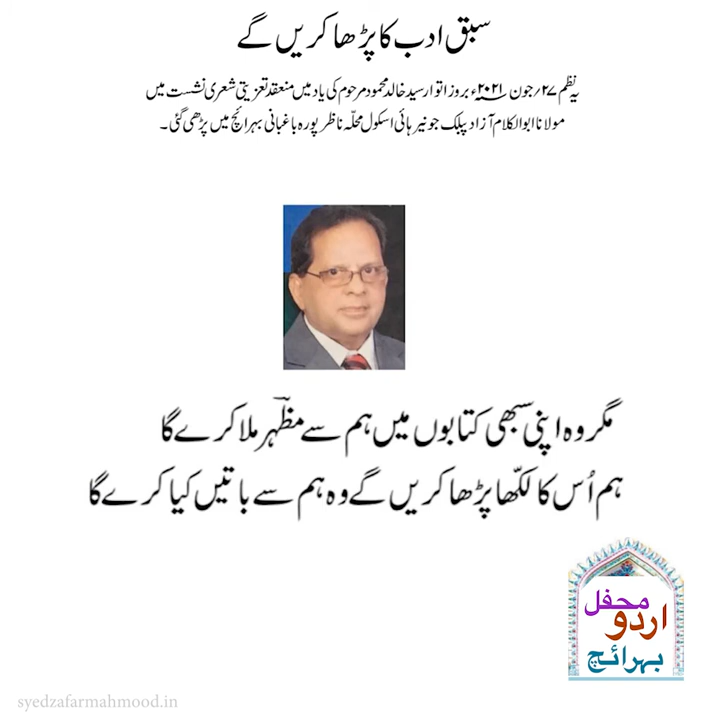 سبق ادب کا پڑھا کریں گے
یہ نظم ۲۷؍جون ۲۰۲۱ء بروز اتوار سید خالد محمود مرحوم کی یاد میں منعقد تعزیتی شعری نشست میں
مولانا ابوالکلام آزاد پبلک جونیر ہائی اسکول محلّہ ناظر پورہ باغبانی بہرائچ میں پڑھی گئی۔
مگر وہ اپنی سبھی کتابوں میں ہم سے مظہرؔ ملا کرے گا
ہم اُس کا لکھّا پڑھا کریں گے وہ ہم سے باتیں کیا کرے گا
محفل
اردو
بہرائچ
syedzafarmahmood.in